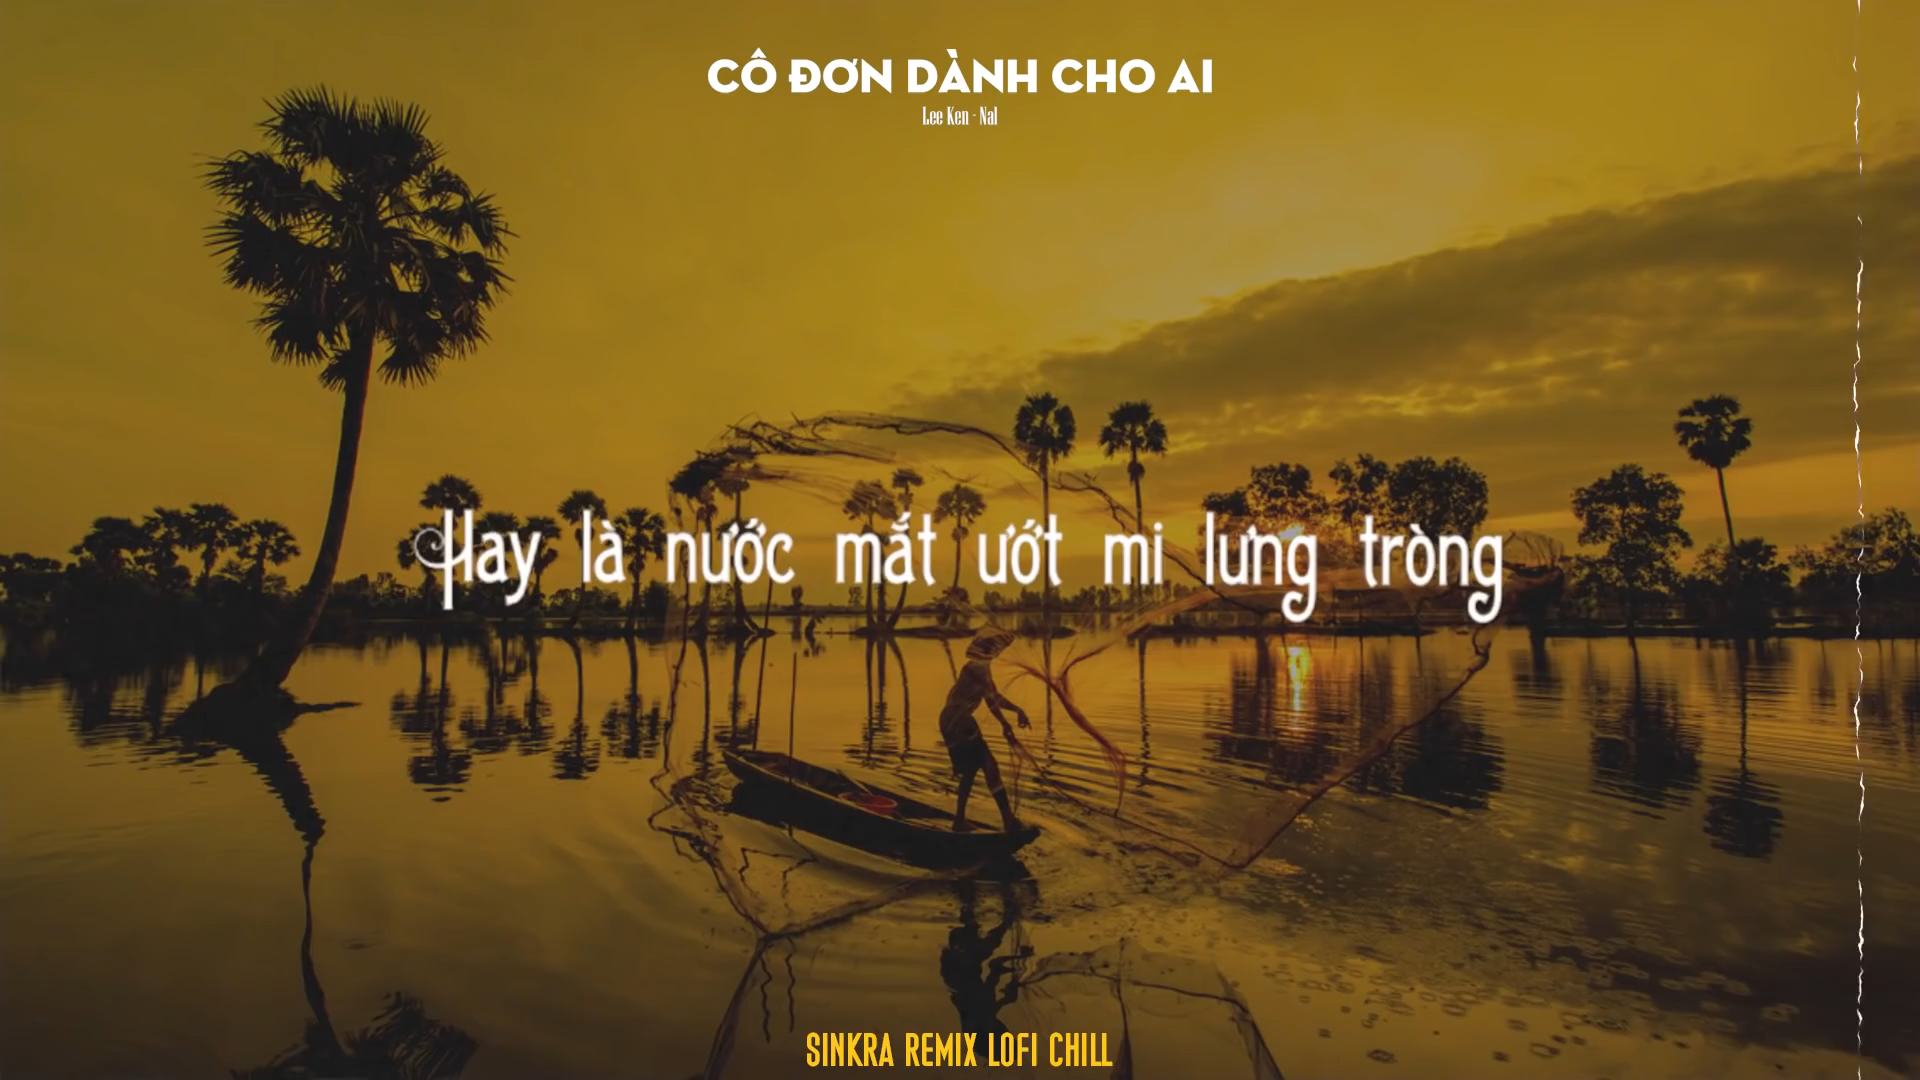 CÔ ĐƠN DÀNH CHO AI
Lee Ken - Nal
Hay là nước mắt ướt mi lưng tròng
SINKRA REMIX LOFI CHILL